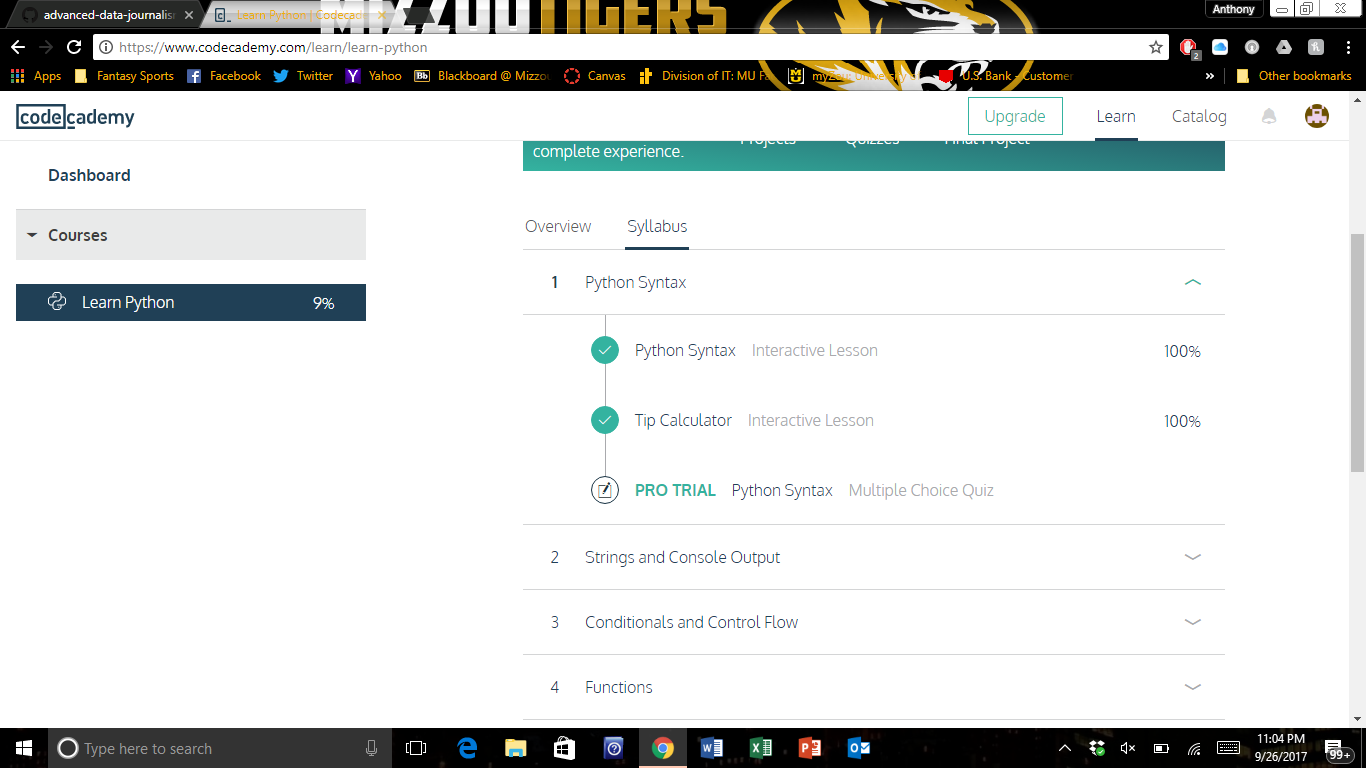 MIZZOU TIGERS
advanced-data-journalis
Learn Python | Codecad
Anthony
https://www.codecademy.com/learn/learn-python
2
Apps Fantasy Sports Facebook Twitter Yahoo Blackboard @ Mizzo Canvas Division of IT: MU myZou: U.S. Bank - Customer » Other bookmarks
codecademy
Upgrade Learn Catalog
complete experience. Projects Quizzes Final Project
Dashboard
Courses
Learn Python 9%
Overview Syllabus
1 Python Syntax
Python Syntax Interactive Lesson 100%
Tip Calculator Interactive Lesson 100%
PRO TRIAL Python Syntax Multiple Choice Quiz
2 Strings and Console Output
3 Conditionals and Control Flow
4 Functions
Type here to search
11:04 PM
9/26/2017
99+